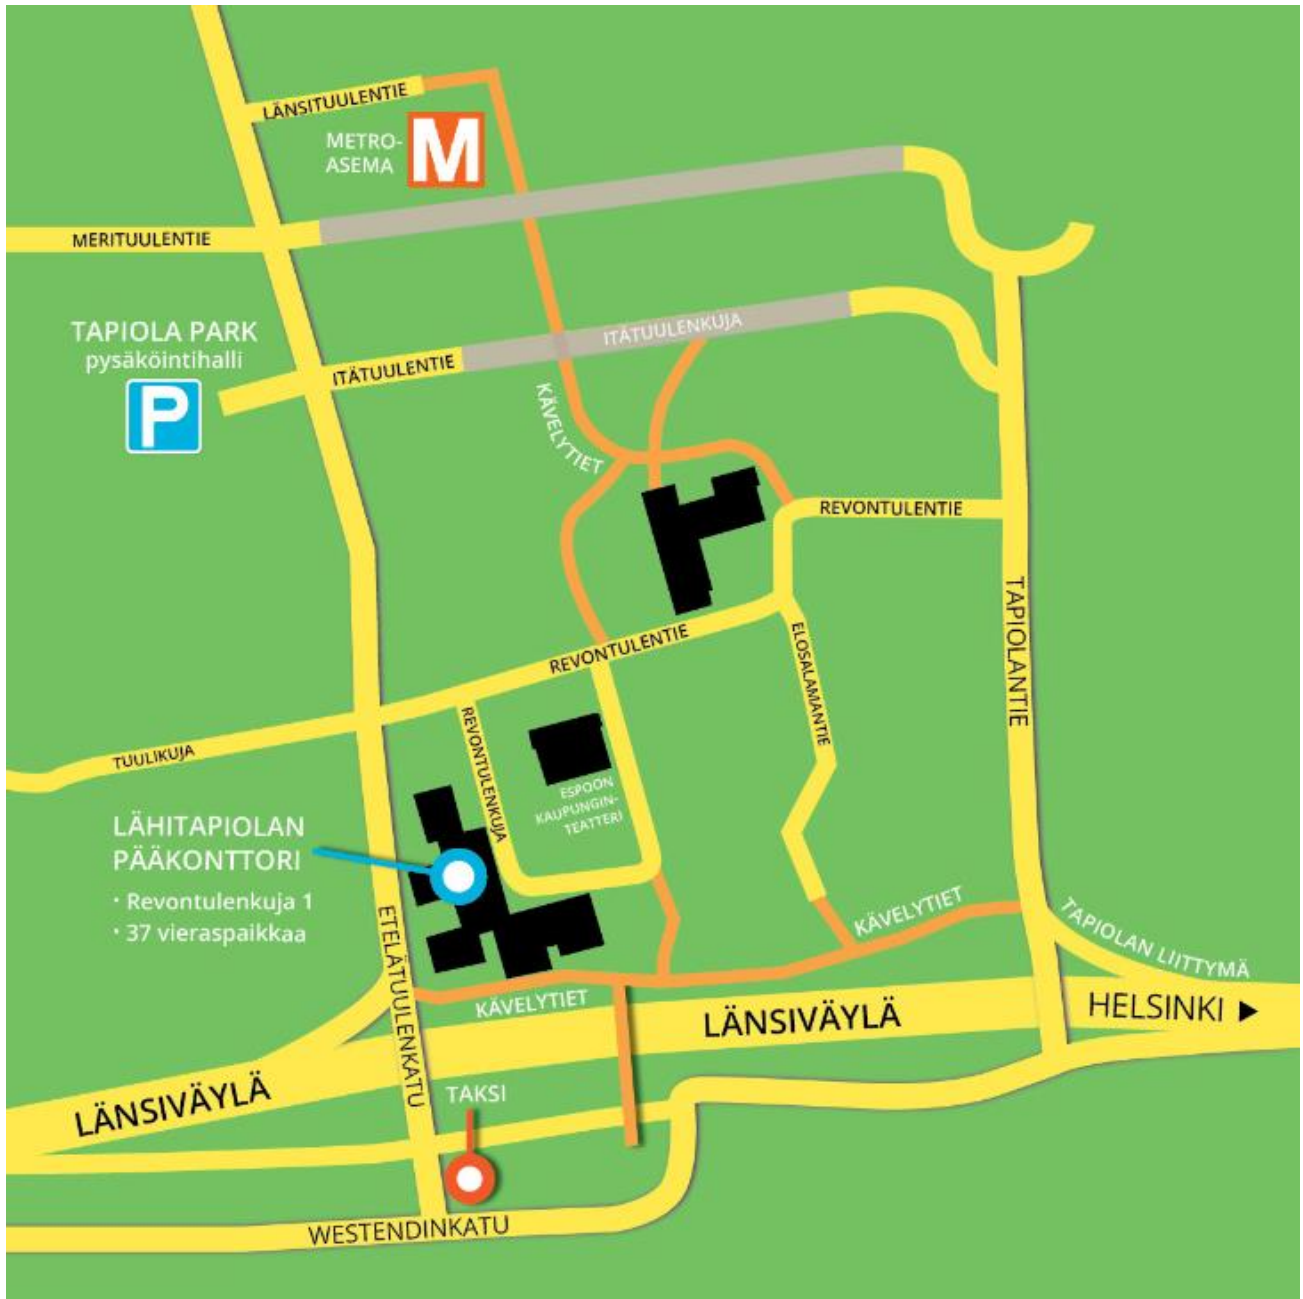 LÄNSITUULENTIE
METRO-
ASEMA
M
MERITUULENTIE
TAPIOLA PARK
pysäköintihalli
P
ITÄTUULENTIE
ITÄTUULENKUJA
KÄVELYTIET
REVONTULENTIE
TAPIOLANTIE
REVONTULENTIE
ELOSALAMANTIE
TUULIKUJA
REVONTULENKUJA
ESPOON
KAUPUNGIN-
TEATTERI
LÄHITAPIOLAN
PÄÄKONTTORI
· Revontulenkuja 1
· 37 vieraspaikkaa
ETELÄTUULENKATU
KÄVELYTIET
KÄVELYTIET
TAPIOLAN LIITTYMÄ
LÄNSIVÄYLÄ
HELSINKI ►
LÄNSIVÄYLÄ
TAKSI
WESTENDINKATU